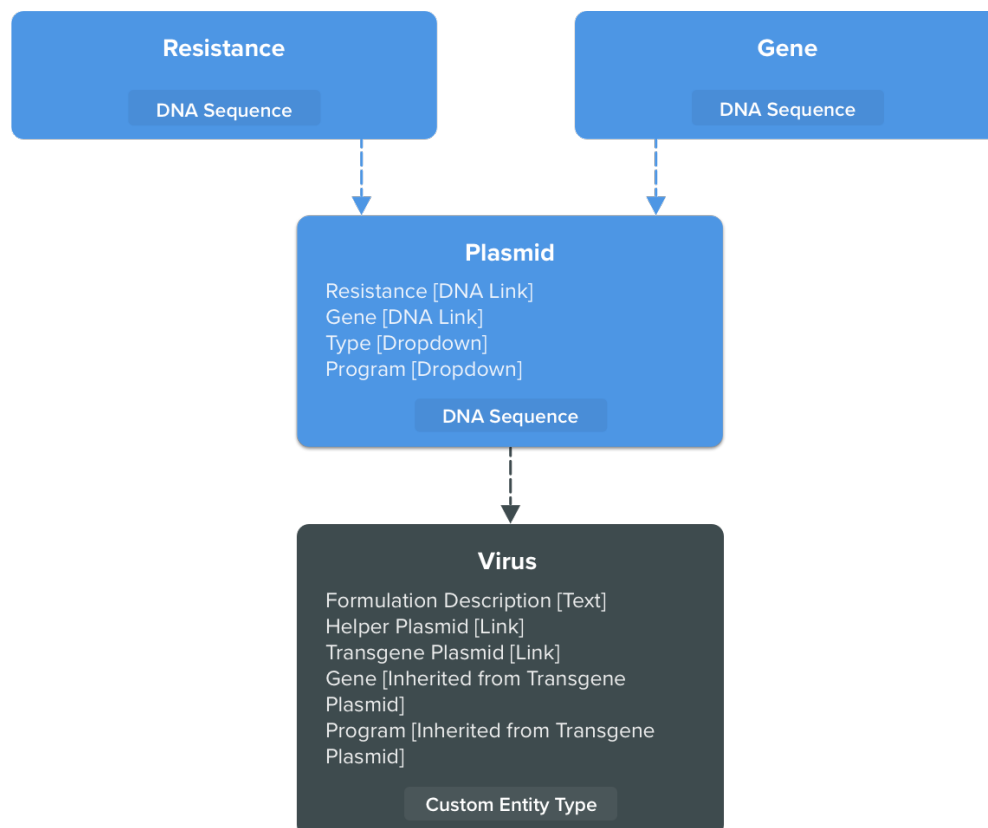 Resistance
DNA Sequence
Gene
DNA Sequence
Plasmid
Resistance [DNA Link]
Gene [DNA Link]
Type [Dropdown]
Program [Dropdown]
DNA Sequence
Virus
Formulation Description [Text]
Helper Plasmid [Link]
Transgene Plasmid [Link]
Gene [Inherited from Transgene
Plasmid]
Program [Inherited from Transgene
Plasmid]
Custom Entity Type